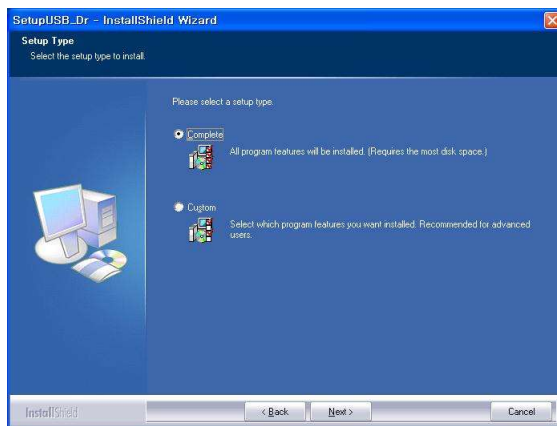 SetupUSB_Dr - InstallShield Wizard
Setup Type
Select the setup type to install.
Please select a setup type.
Complete
All program features will be installed. (Requires the most disk space.)
Custom
Select which program features you want installed. Recommended for advanced
users.
InstallShield
< Back Next > Cancel